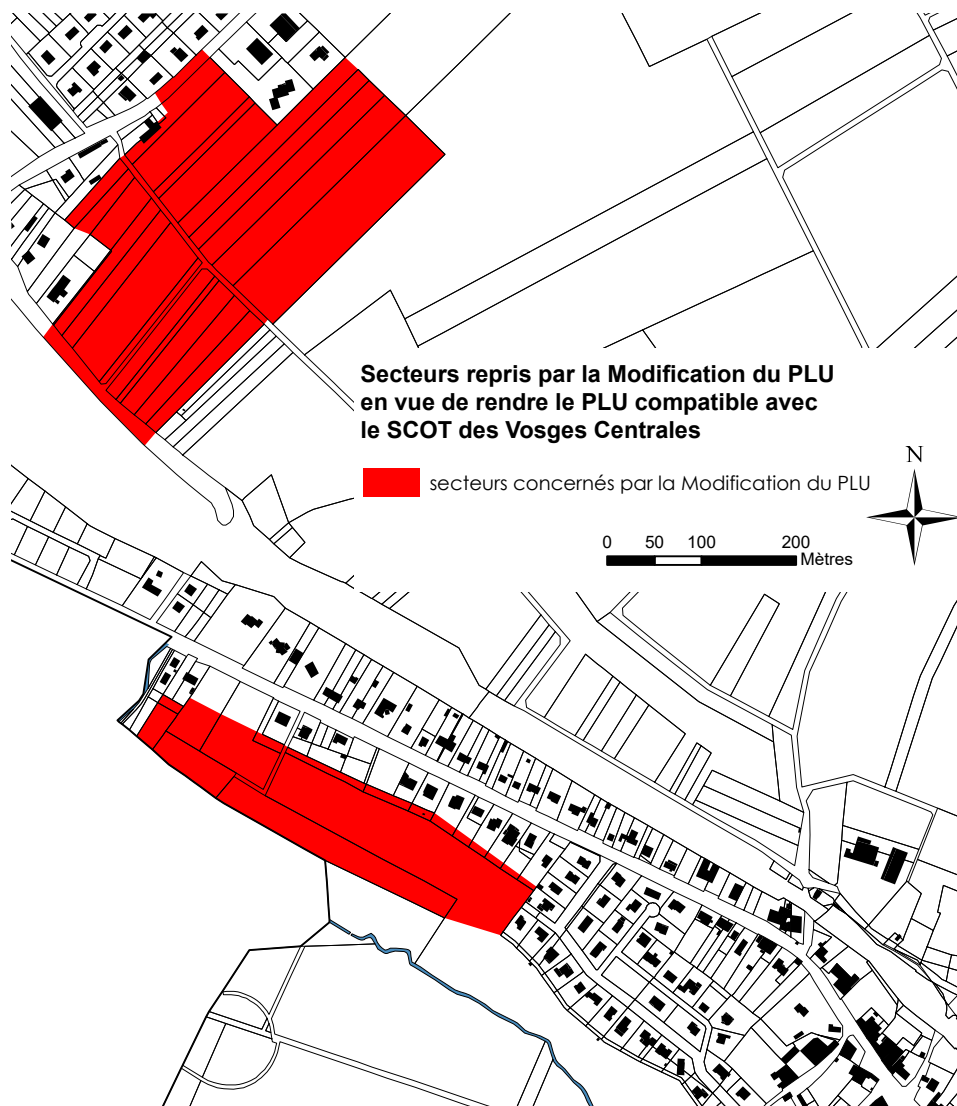 Secteurs repris par la Modification du PLU
en vue de rendre le PLU compatible avec
le SCOT des Vosges Centrales
N
secteurs concernés par la Modification du PLU
0 50 100 200
Mètres